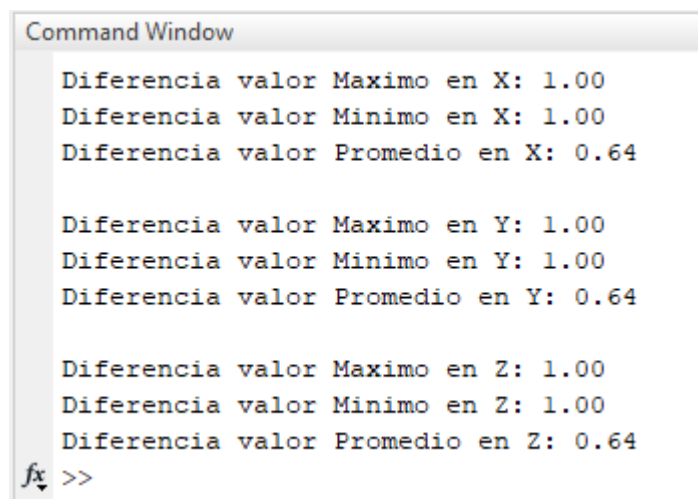 Command Window
Diferencia valor Maximo en X: 1.00
Diferencia valor Minimo en X: 1.00
Diferencia valor Promedio en X: 0.64
Diferencia valor Maximo en Y: 1.00
Diferencia valor Minimo en Y: 1.00
Diferencia valor Promedio en Y: 0.64
Diferencia valor Maximo en Z: 1.00
Diferencia valor Minimo en Z: 1.00
Diferencia valor Promedio en Z: 0.64
fx >>